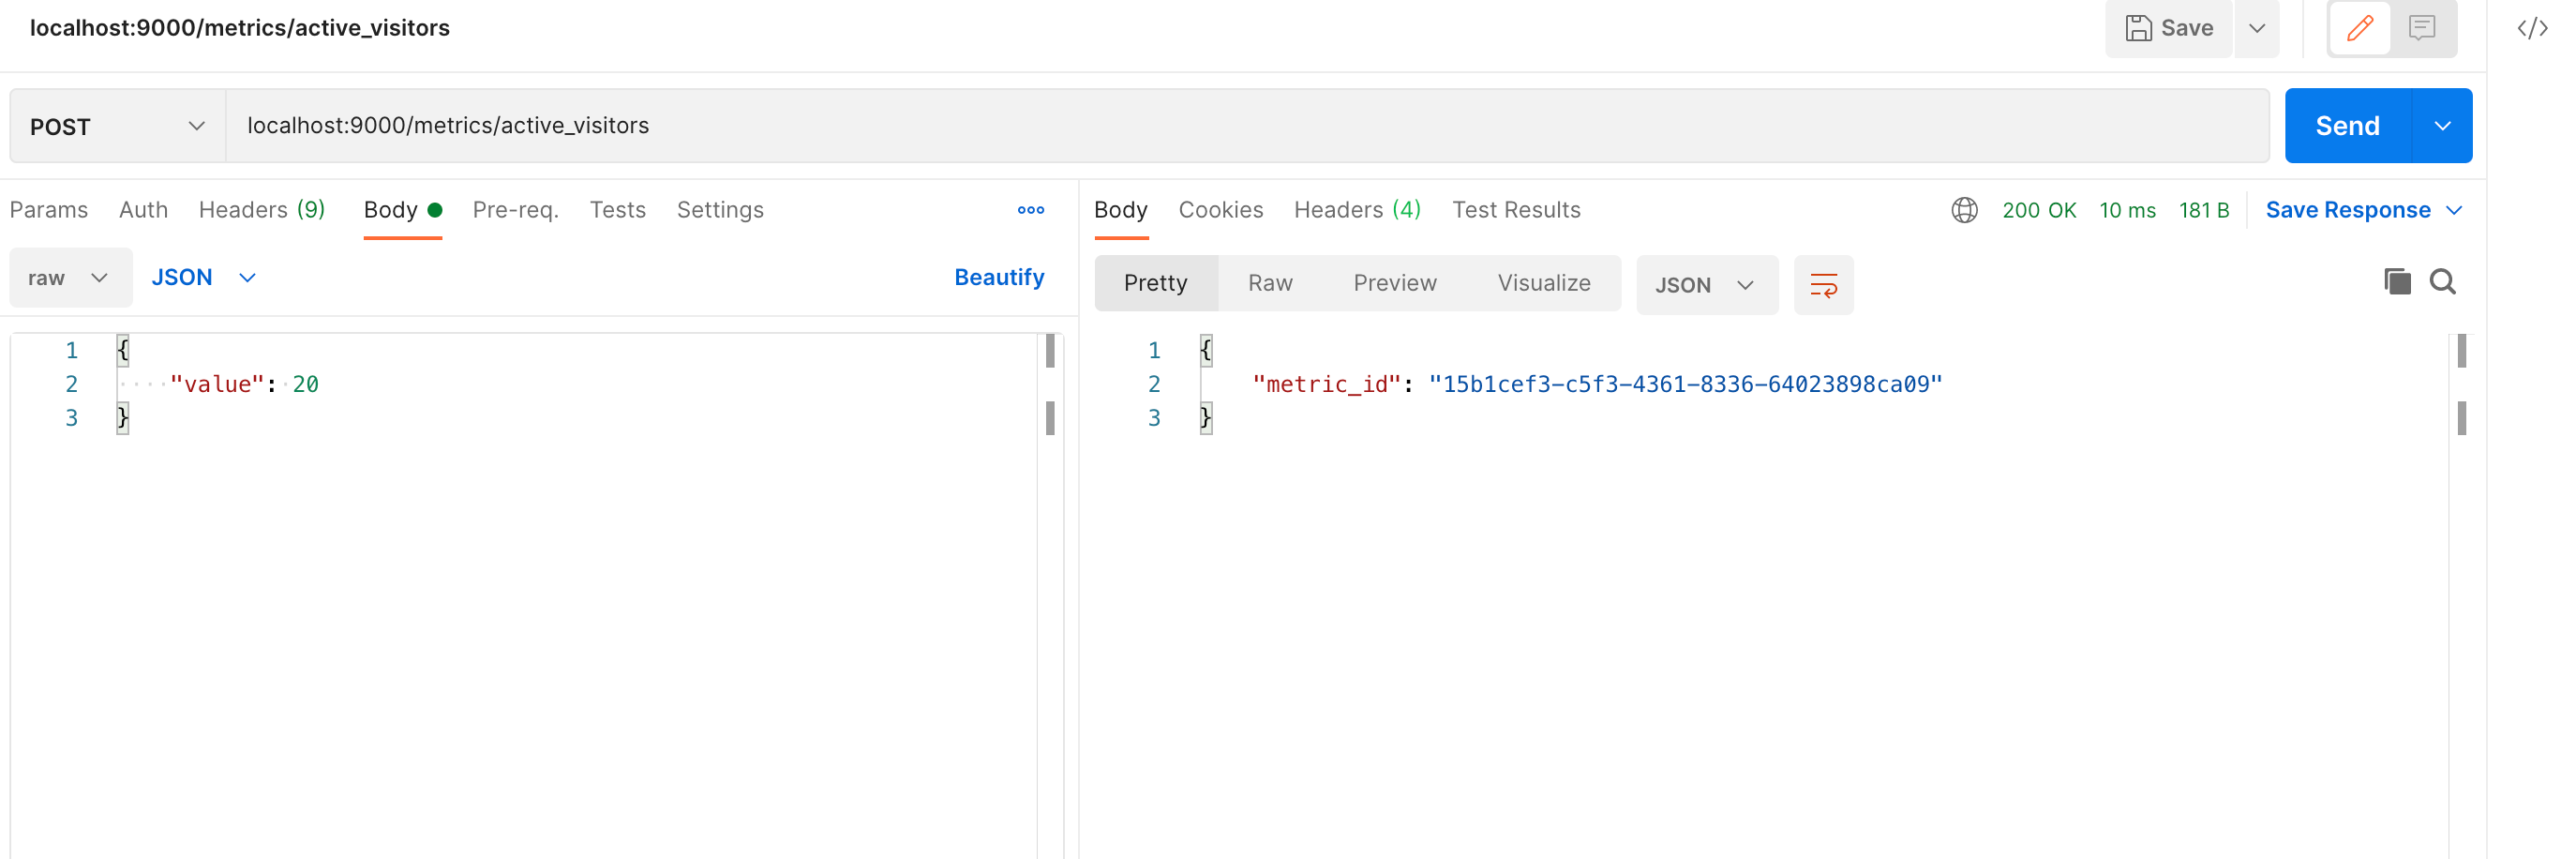 localhost:9000/metrics/active_visitors
Save
</>
POST
localhost:9000/metrics/active_visitors
Send
Params Auth Headers (9) Body Pre-req. Tests Settings
raw JSON Beautify
1 {
2 "value": 20
3 }
Body Cookies Headers (4) Test Results 200 OK 10 ms 181 B Save Response
Pretty Raw Preview Visualize JSON
1 {
2 "metric_id": "15b1cef3-c5f3-4361-8336-64023898ca09"
3 }